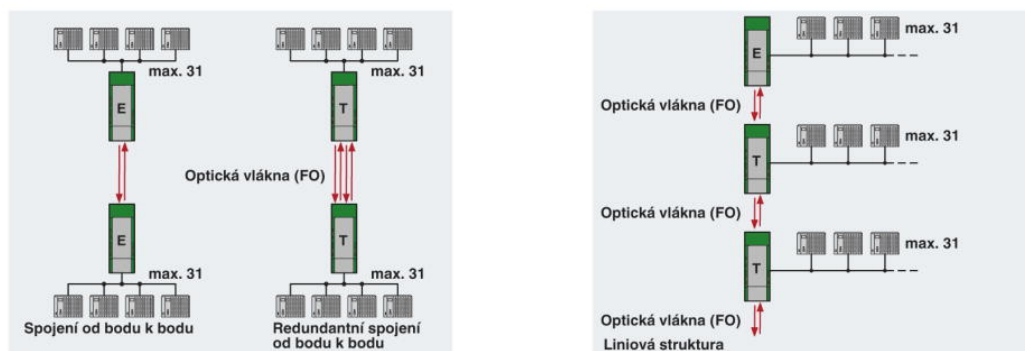 max. 31
max. 31
E
T
Optická vlákna (FO)
E
T
max. 31
max. 31
Spojení od bodu k bodu
Redundantní spojení
od bodu k bodu
max. 31
E
Optická vlákna (FO)
max. 31
T
Optická vlákna (FO)
max. 31
T
Optická vlákna (FO)
Liniová struktura